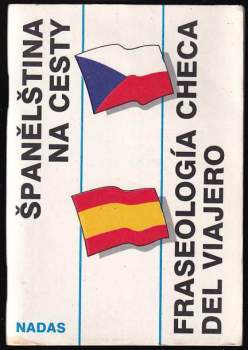 ŠPANĚLŠTINA
NA CESTY
FRASEOLOGÍA CHECA
DEL VIAJERO
NADAS